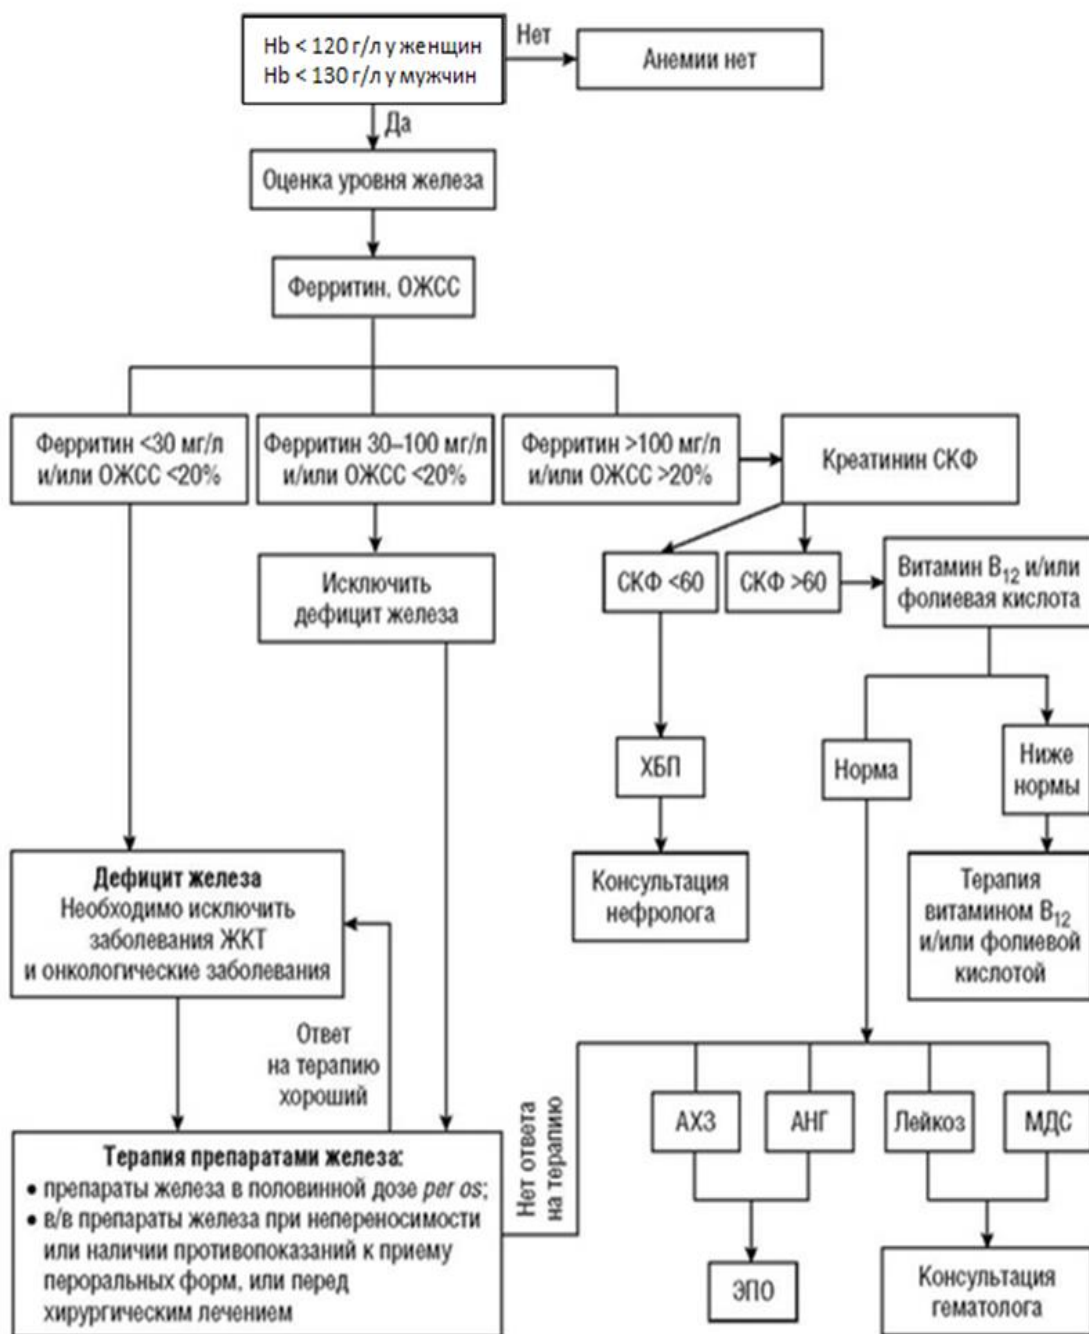 Hb < 120 г/л у женщин
Hb < 130 г/л у мужчин
Нет
Анемии нет
Да
Оценка уровня железа
Ферритин, ОЖСС
Ферритин <30 мг/л
и/или ОЖСС <20%
Ферритин 30–100 мг/л
и/или ОЖСС <20%
Ферритин >100 мг/л
и/или ОЖСС >20%
Креатинин СКФ
Исключить
дефицит железа
СКФ <60
СКФ >60
Витамин B12 и/или
фолиевая кислота
ХБП
Норма
Ниже
нормы
Консультация
нефролога
Терапия
витамином B12
и/или фолиевой
кислотой
Дефицит железа
Необходимо исключить
заболевания ЖКТ
и онкологические заболевания
Ответ
на терапию
хороший
Нет ответа
на терапию
АХЗ
АНГ
Лейкоз
МДС
Терапия препаратами железа:
• препараты железа в половинной дозе per os;
• в/в препараты железа при непереносимости
или наличии противопоказаний к приему
пероральных форм, или перед
хирургическим лечением
ЭПО
Консультация
гематолога